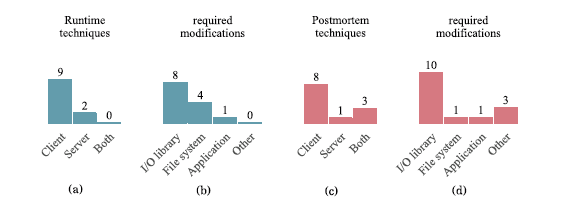 Runtime
techniques
9
2
0
Client
Server
Both
(a)
required
modifications
8
4
1
0
I/O library
File system
Application
Other
(b)
Postmortem
techniques
8
1
3
Client
Server
Both
(c)
required
modifications
10
1
1
3
I/O library
File system
Application
Other
(d)